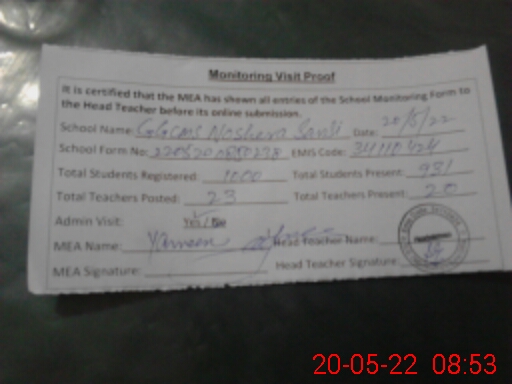 Monitoring Visit Proof
It is certified that the MEA has shown all entries of the School Monitoring Form to
the Head Teacher before its online submission.
School Name: Date: 20/5/22
School Form No: EMIS Code:
Total Students Registered: 1000 Total Students Present: 931
Total Teachers Posted: 23 Total Teachers Present: 20
Admin Visit: Yes / No
MEA Name: Yameen Head Teacher Name:
MEA Signature: Head Teacher Signature:
20-05-22 08:53